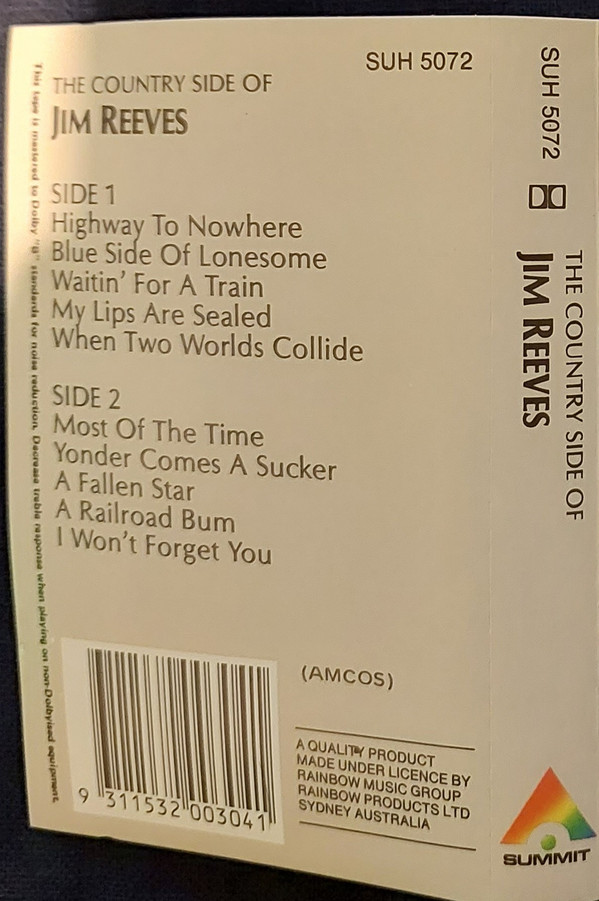 SUH 5072
THE COUNTRY SIDE OF
JIM REEVES
SIDE 1
Highway To Nowhere
Blue Side Of Lonesome
Waitin' For A Train
My Lips Are Sealed
When Two Worlds Collide
SIDE 2
Most Of The Time
Yonder Comes A Sucker
A Fallen Star
A Railroad Bum
I Won't Forget You
This tape is mastered to Dolby "B" standards for noise reduction. Decrease treble response when playing on non-Dolbyised equipment.
9 311532 003041
(AMCOS)
A QUALITY PRODUCT
MADE UNDER LICENCE BY
RAINBOW MUSIC GROUP
RAINBOW PRODUCTS LTD
SYDNEY AUSTRALIA
SUH 5072
THE COUNTRY SIDE OF
JIM REEVES
SUMMIT